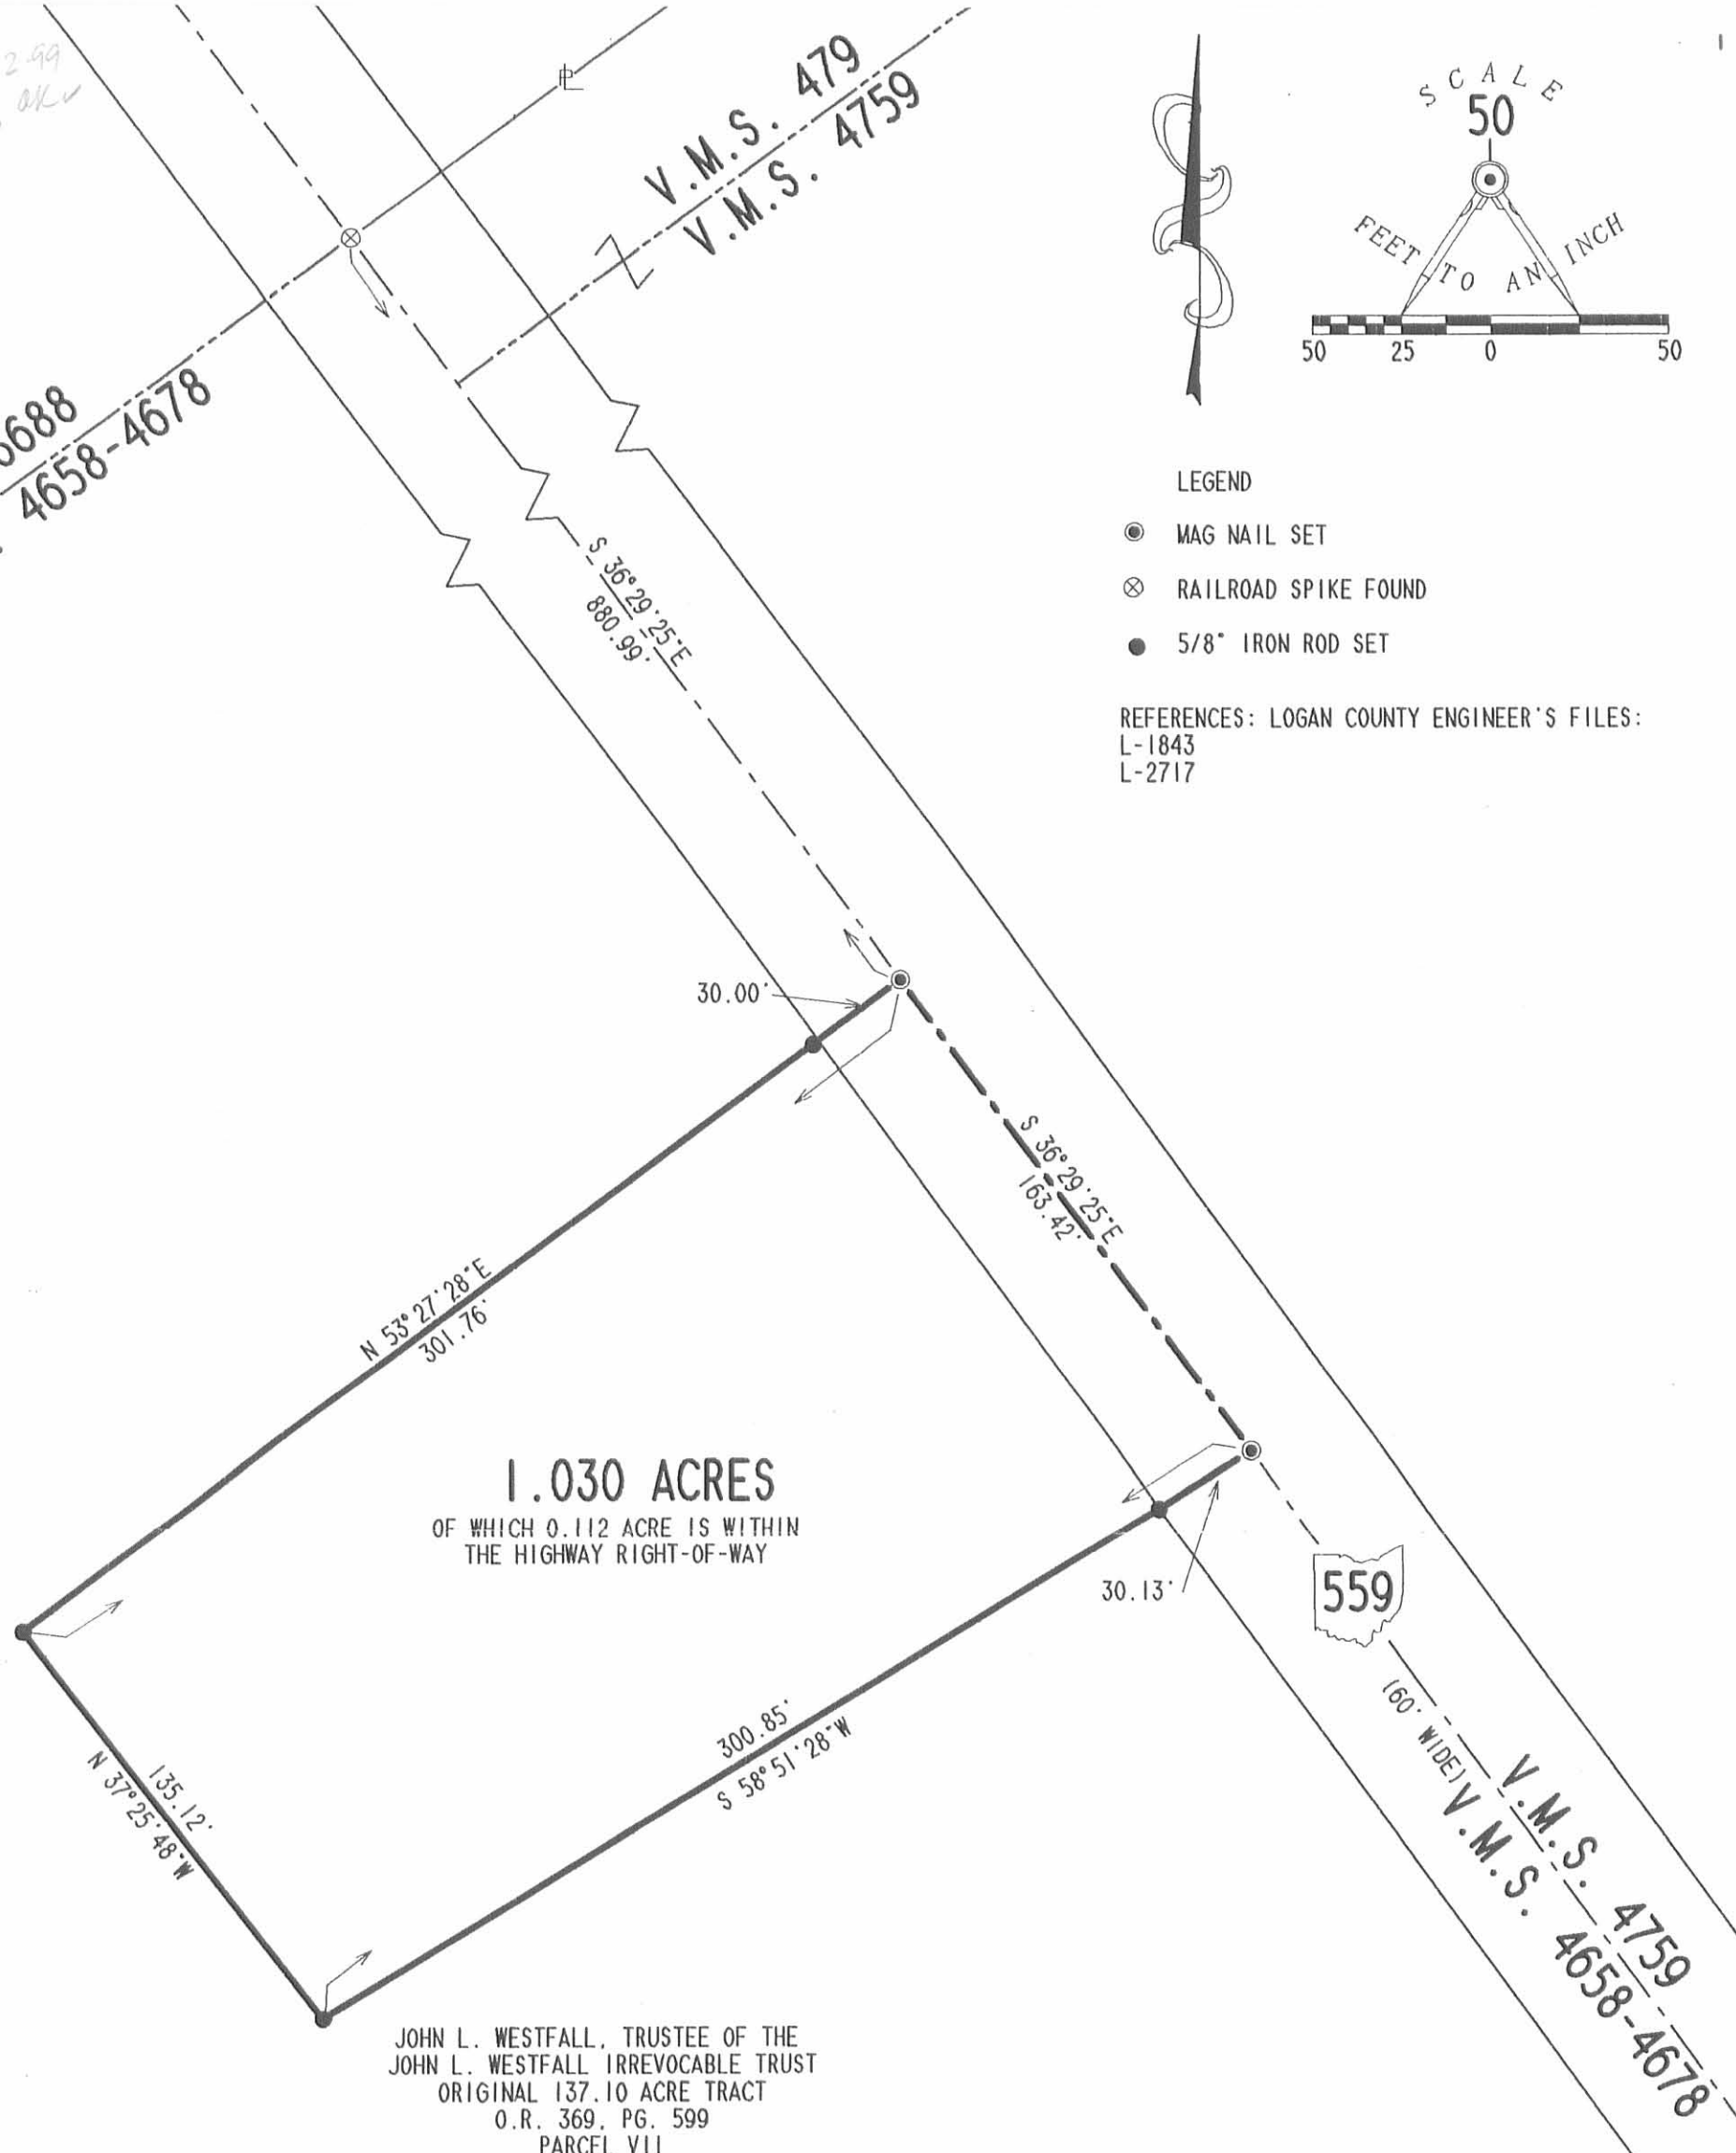 2-99
OK✓
V.M.S. 479
V.M.S. 4759
4658-4678
SCALE
50
FEET TO AN INCH
50 25 0 50
LEGEND
MAG NAIL SET
RAILROAD SPIKE FOUND
5/8" IRON ROD SET
REFERENCES: LOGAN COUNTY ENGINEER'S FILES:
L-1843
L-2717
S 36°29'25"E
880.99'
30.00'
S 36°29'25"E
163.42'
N 53°27'28"E
301.76'
1.030 ACRES
OF WHICH 0.112 ACRE IS WITHIN
THE HIGHWAY RIGHT-OF-WAY
30.13'
559
(60' WIDE)
V.M.S. 4759
V.M.S. 4658-4678
300.85'
S 58°51'28"W
135.12'
N 37°25'48"W
JOHN L. WESTFALL, TRUSTEE OF THE
JOHN L. WESTFALL IRREVOCABLE TRUST
ORIGINAL 137.10 ACRE TRACT
O.R. 369, PG. 599
PARCEL VII